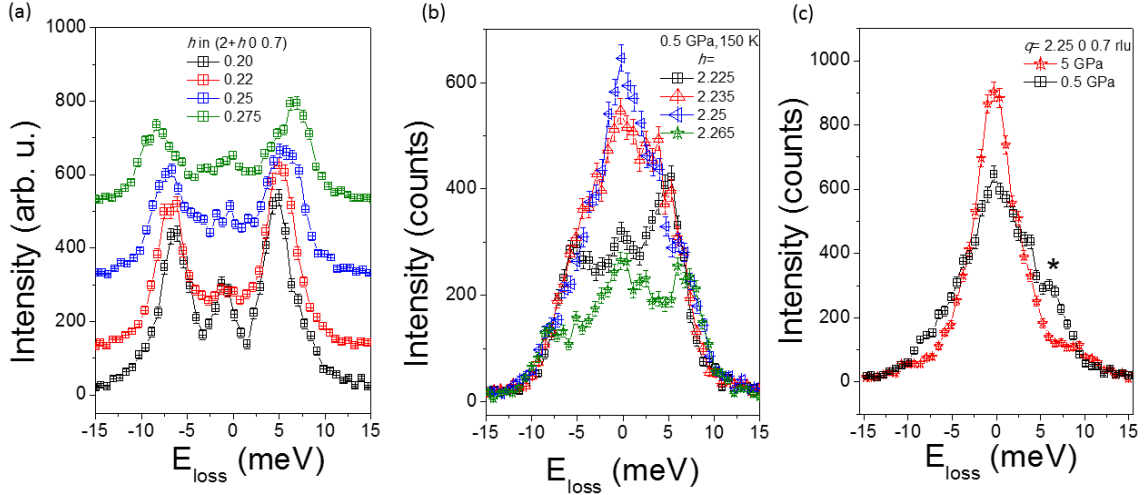 (a)
Intensity (arb. u.)
1000
800
600
400
200
0
h in (2+h 0 0.7)
0.20
0.22
0.25
0.275
-15 -10 -5 0 5 10 15
E_loss (meV)
(b)
Intensity (counts)
600
400
200
0
0.5 GPa,150 K
h=
2.225
2.235
2.25
2.265
-15 -10 -5 0 5 10 15
E_loss (meV)
(c)
Intensity (counts)
1000
800
600
400
200
0
q= 2.25 0 0.7 rlu
5 GPa
0.5 GPa
*
-15 -10 -5 0 5 10 15
E_loss (meV)